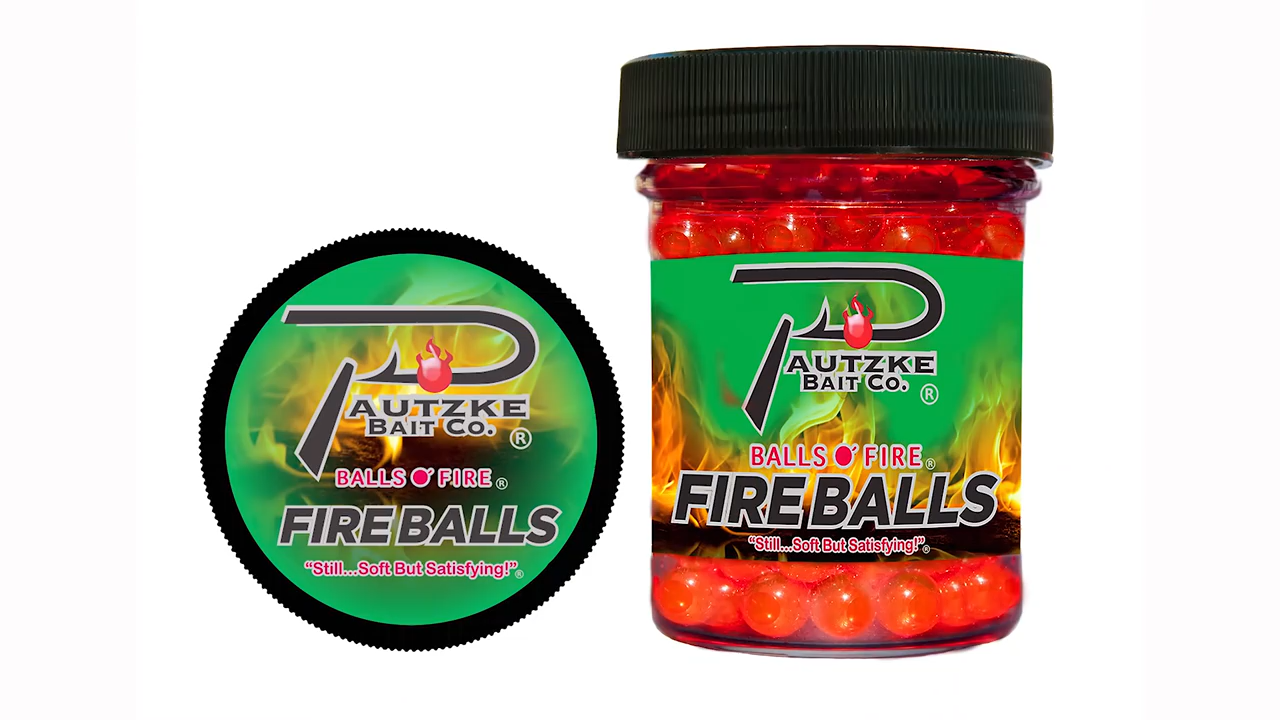 PAUTZKE
BAIT CO. ®
BALLS O' FIRE ®
FIRE BALLS
“Still...Soft But Satisfying!”®
PAUTZKE
BAIT CO. ®
BALLS O' FIRE ®
FIRE BALLS
“Still...Soft But Satisfying!”®